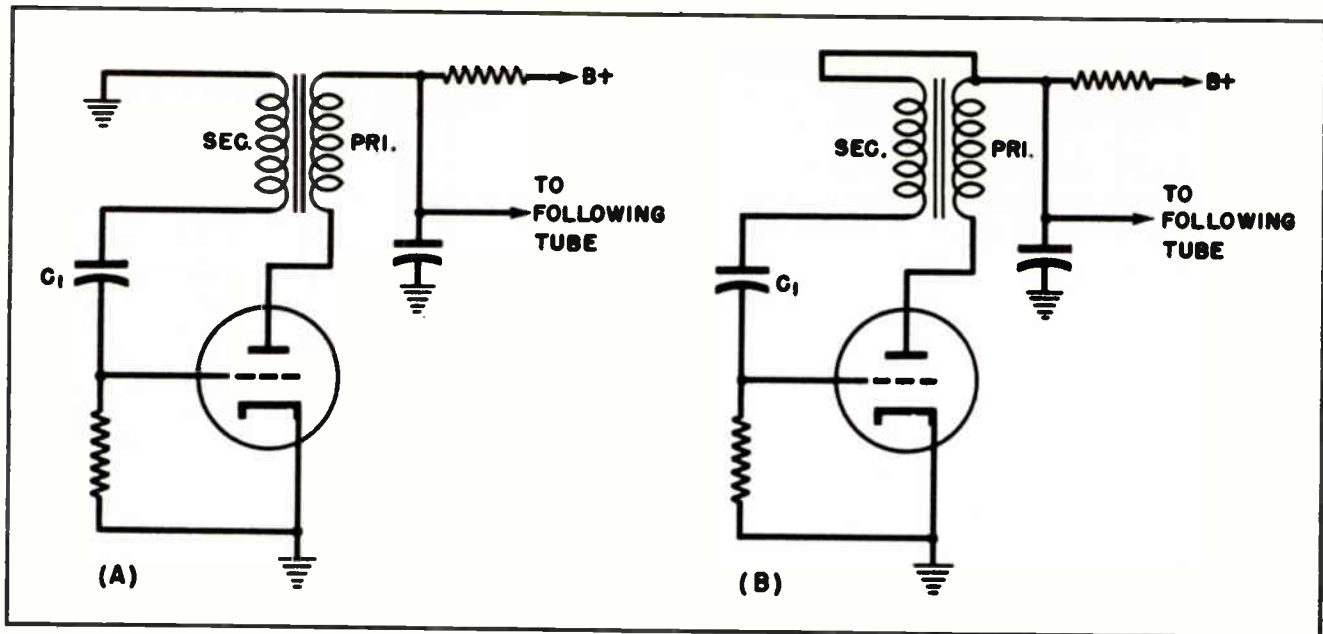 SEC.
PRI.
B+
TO
FOLLOWING
TUBE
C1
(A)
SEC.
PRI.
B+
TO
FOLLOWING
TUBE
C1
(B)